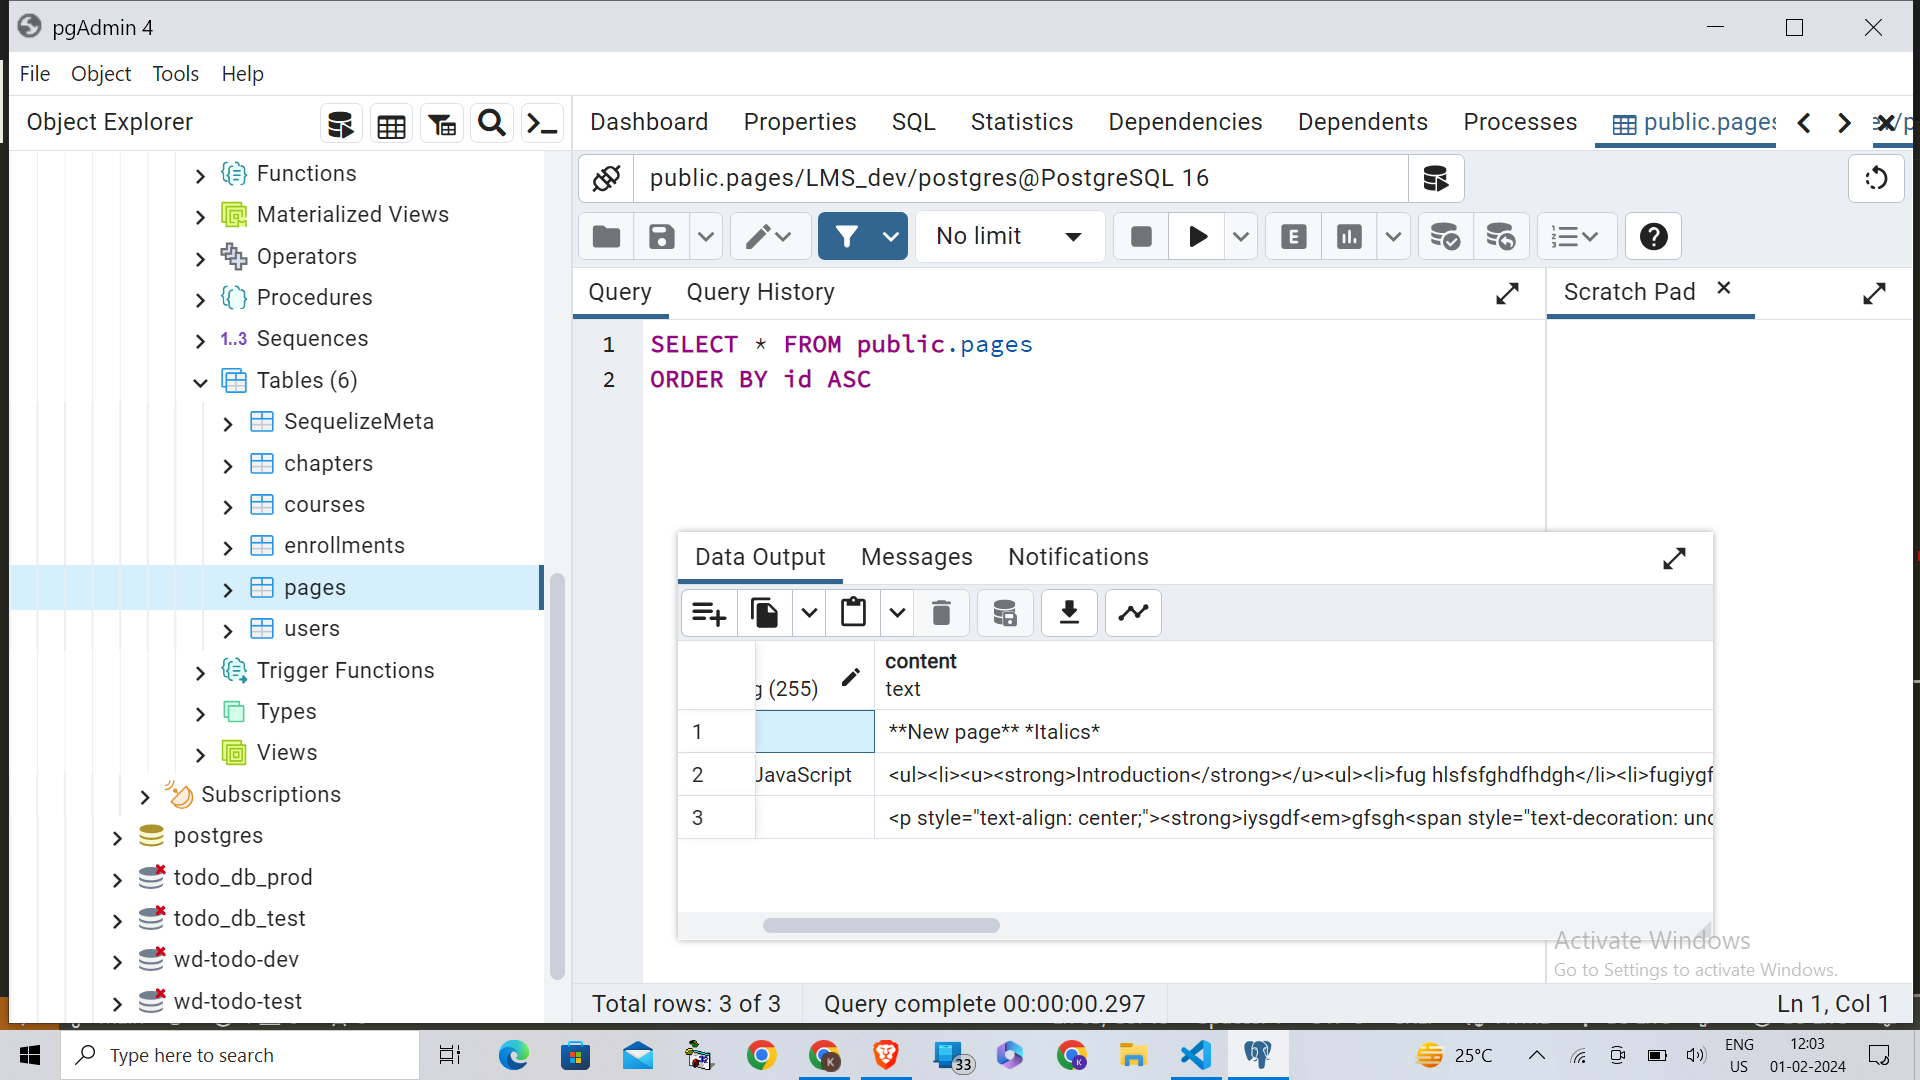 pgAdmin 4
File Object Tools Help
Object Explorer
Dashboard Properties SQL Statistics Dependencies Dependents Processes public.pages
public.pages/LMS_dev/postgres@PostgreSQL 16
No limit
E
Query Query History
Scratch Pad
1 SELECT * FROM public.pages
2 ORDER BY id ASC
Functions
Materialized Views
Operators
Procedures
1..3 Sequences
Tables (6)
SequelizeMeta
chapters
courses
enrollments
pages
users
Trigger Functions
Types
Views
Subscriptions
postgres
todo_db_prod
todo_db_test
wd-todo-dev
wd-todo-test
Data Output Messages Notifications
g (255)
content
text
1 **New page** *Italics*
2 JavaScript <ul><li><u><strong>Introduction</strong></u><ul><li>fug hlsfsfghdfhdgh</li><li>fugiygf
3 <p style="text-align: center;"><strong>iysgdf<em>gfsgh<span style="text-decoration: und
Activate Windows
Go to Settings to activate Windows.
Total rows: 3 of 3 Query complete 00:00:00.297
Ln 1, Col 1
Type here to search
33
25°C
ENG
US
12:03
01-02-2024